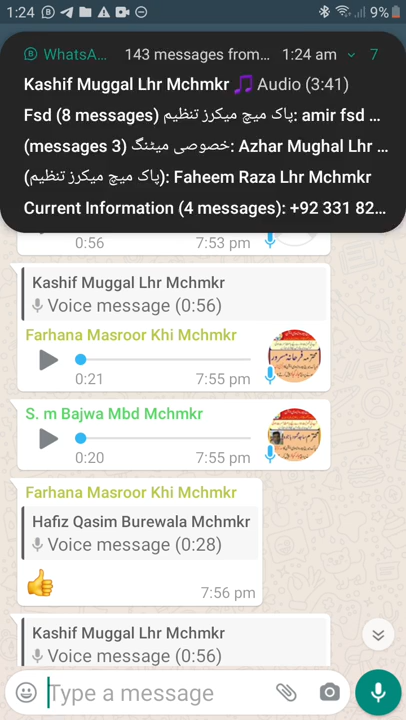 1:24 9%
WhatsA... 143 messages from... 1:24 am 7
Kashif Muggal Lhr Mchmkr 🎵 Audio (3:41)
Fsd (8 messages) پاک میچ میکرز تنظیم: amir fsd ...
(messages 3) خصوصی میٹنگ: Azhar Mughal Lhr ...
(پاک میچ میکرز تنظیم): Faheem Raza Lhr Mchmkr
Current Information (4 messages): +92 331 82...
0:56 7:53 pm
Kashif Muggal Lhr Mchmkr
Voice message (0:56)
Farhana Masroor Khi Mchmkr
0:21 7:55 pm
S. m Bajwa Mbd Mchmkr
0:20 7:55 pm
Farhana Masroor Khi Mchmkr
Hafiz Qasim Burewala Mchmkr
Voice message (0:28)
👍 7:56 pm
Kashif Muggal Lhr Mchmkr
Voice message (0:56)
Type a message